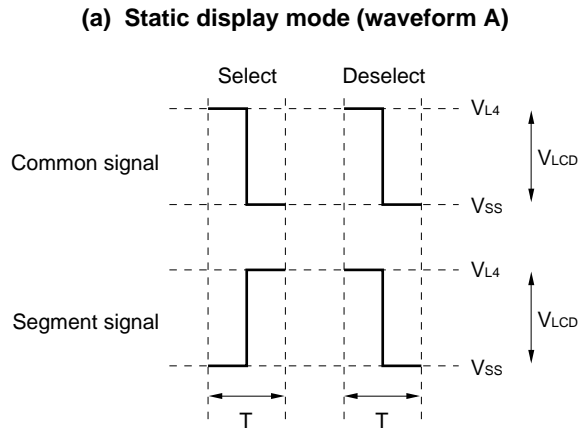 (a) Static display mode (waveform A)
Select Deselect
VL4
Common signal
VLCD
VSS
VL4
Segment signal
VLCD
VSS
T T